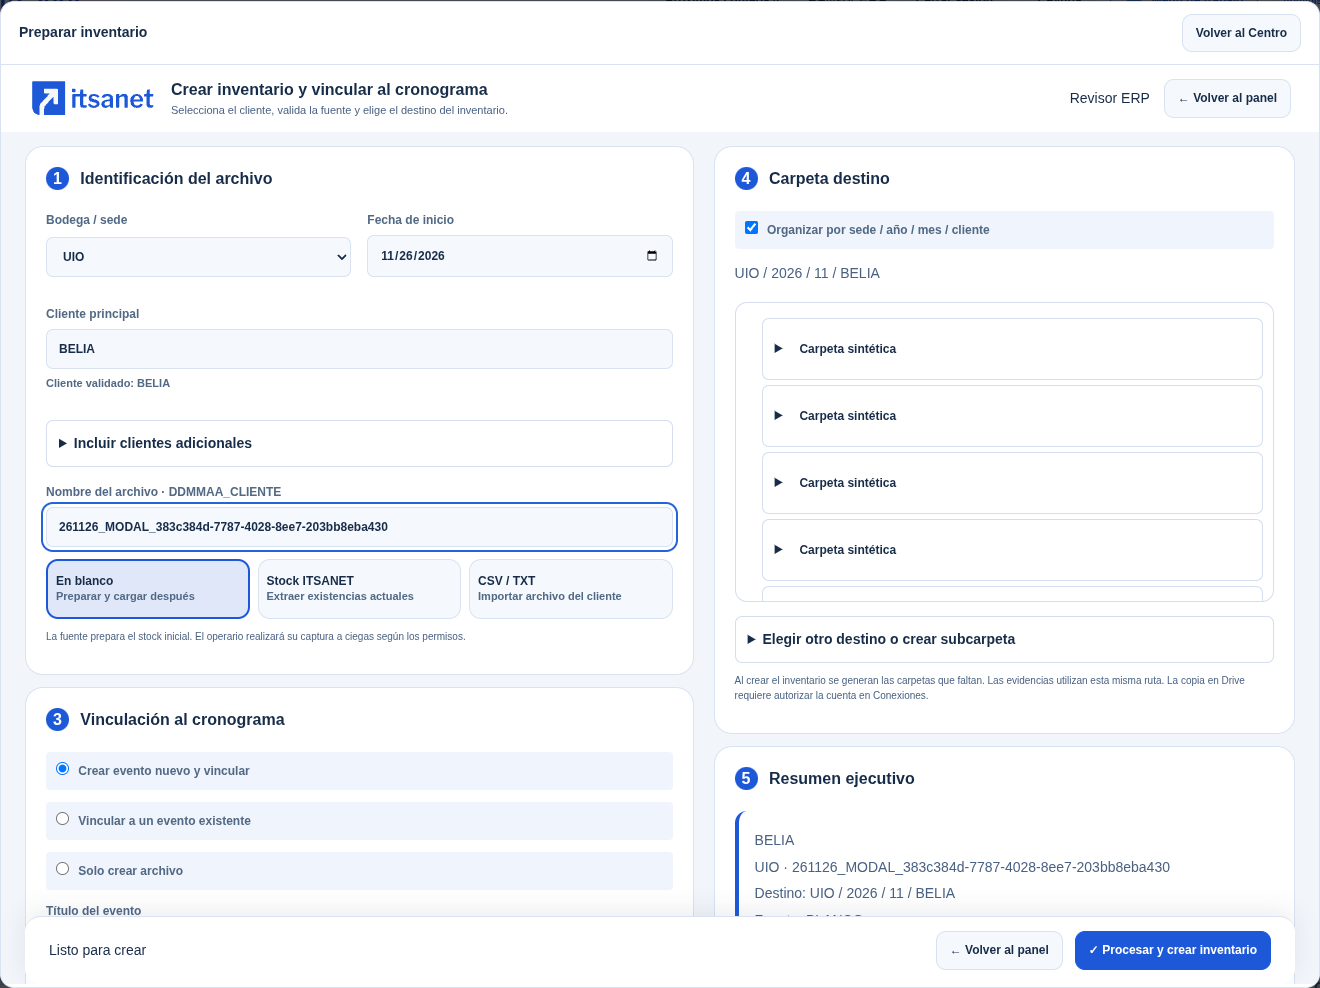 Preparar inventario
Volver al Centro
itsanet
Crear inventario y vincular al cronograma
Selecciona el cliente, valida la fuente y elige el destino del inventario.
Revisor ERP
← Volver al panel
1 Identificación del archivo
Bodega / sede
Fecha de inicio
UIO
11/26/2026
Cliente principal
BELIA
Cliente validado: BELIA
▶ Incluir clientes adicionales
Nombre del archivo · DDMMAA_CLIENTE
261126_MODAL_383c384d-7787-4028-8ee7-203bb8eba430
En blanco
Preparar y cargar después
Stock ITSANET
Extraer existencias actuales
CSV / TXT
Importar archivo del cliente
La fuente prepara el stock inicial. El operario realizará su captura a ciegas según los permisos.
3 Vinculación al cronograma
Crear evento nuevo y vincular
Vincular a un evento existente
Solo crear archivo
Título del evento
4 Carpeta destino
Organizar por sede / año / mes / cliente
UIO / 2026 / 11 / BELIA
▶ Carpeta sintética
▶ Carpeta sintética
▶ Carpeta sintética
▶ Carpeta sintética
▶ Elegir otro destino o crear subcarpeta
Al crear el inventario se generan las carpetas que faltan. Las evidencias utilizan esta misma ruta. La copia en Drive
requiere autorizar la cuenta en Conexiones.
5 Resumen ejecutivo
BELIA
UIO · 261126_MODAL_383c384d-7787-4028-8ee7-203bb8eba430
Destino: UIO / 2026 / 11 / BELIA
Listo para crear
← Volver al panel
✓ Procesar y crear inventario